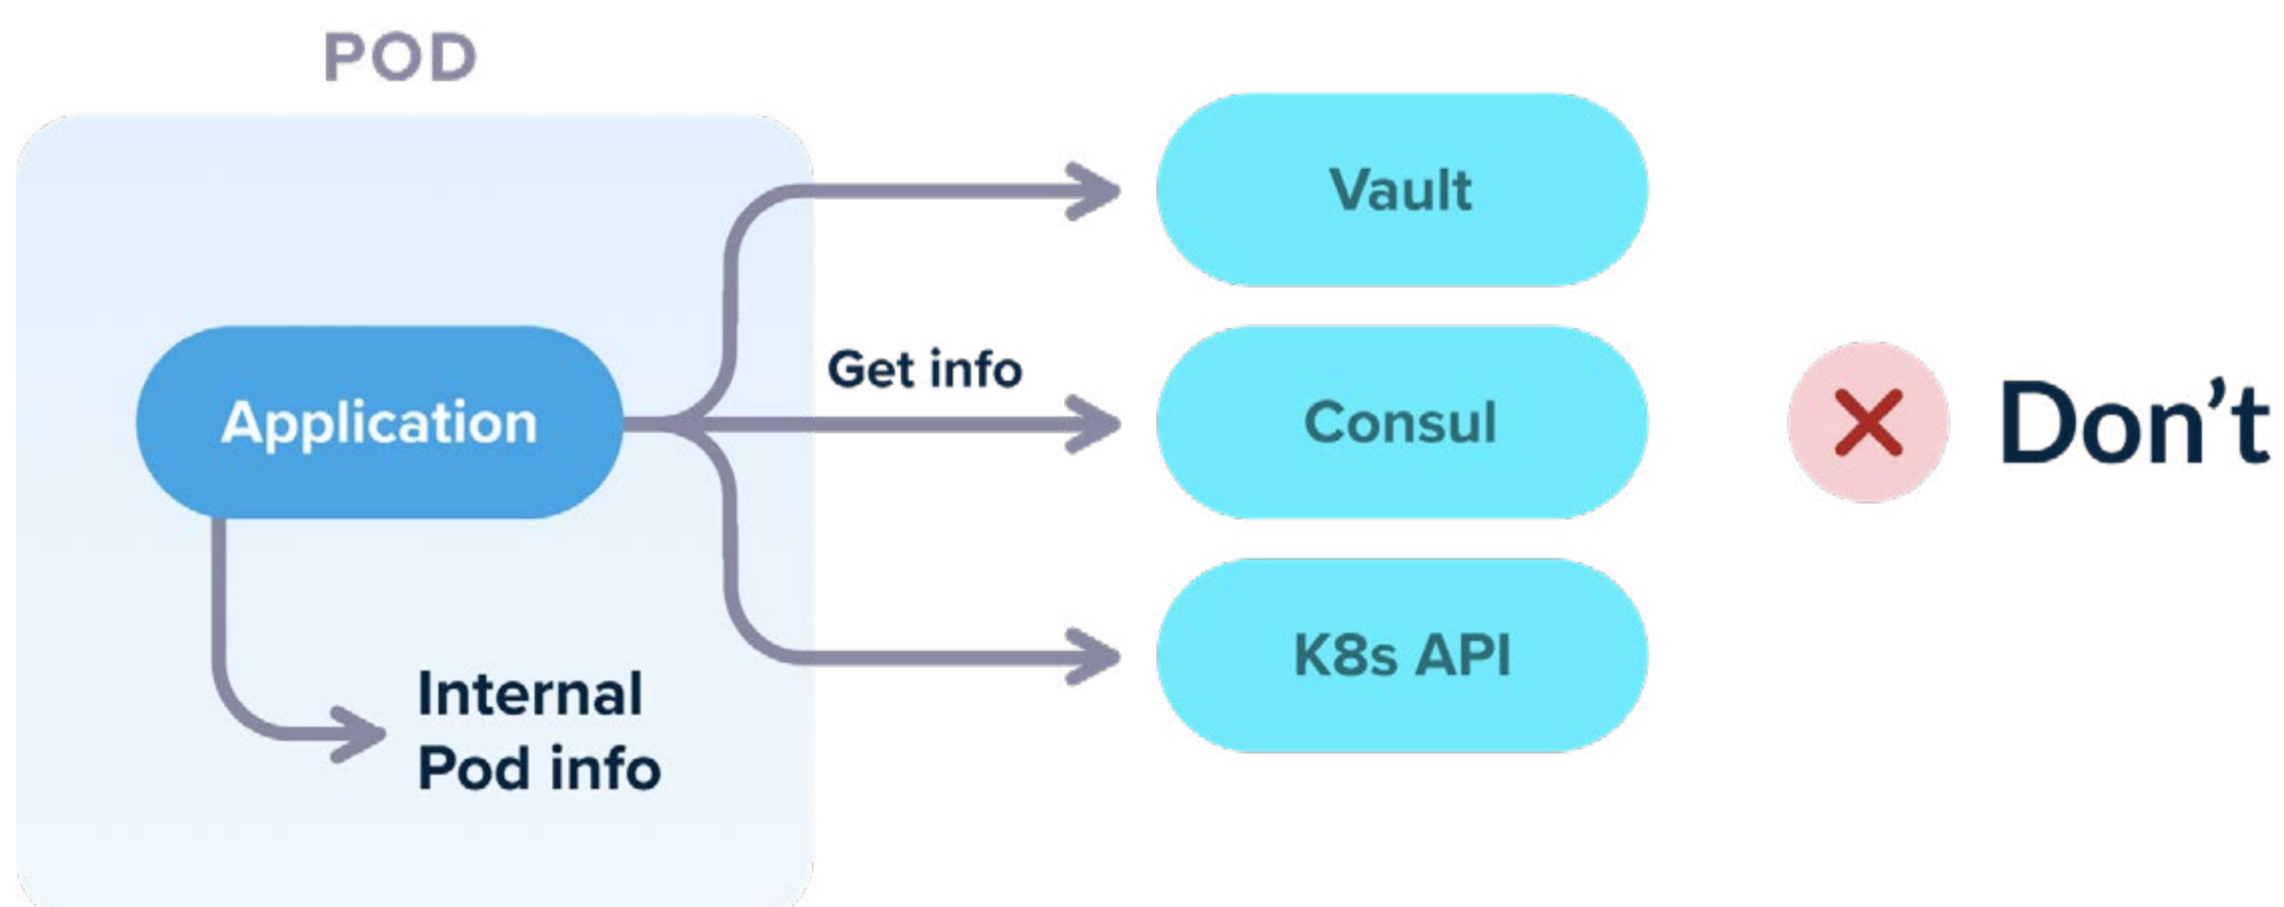 POD
Vault
Get info
Application
Consul
Don’t
K8s API
Internal
Pod info